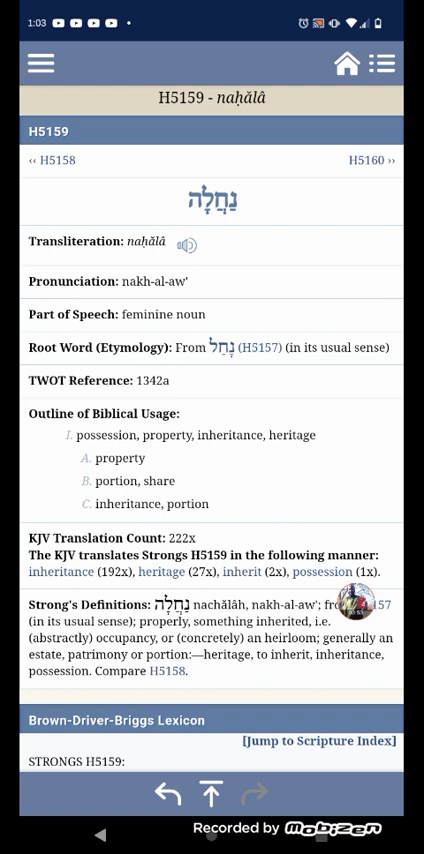 1:03
H5159 - naḥălâ
H5159
‹‹ H5158 H5160 ››
נַחֲלָה
Transliteration: naḥălâ
Pronunciation: nakh-al-aw'
Part of Speech: feminine noun
Root Word (Etymology): From נָחַל (H5157) (in its usual sense)
TWOT Reference: 1342a
Outline of Biblical Usage:
I. possession, property, inheritance, heritage
A. property
B. portion, share
C. inheritance, portion
KJV Translation Count: 222x
The KJV translates Strongs H5159 in the following manner:
inheritance (192x), heritage (27x), inherit (2x), possession (1x).
Strong's Definitions: נַחֲלָה nachălâh, nakh-al-aw'; 157
(in its usual sense); properly, something inherited, i.e.
(abstractly) occupancy, or (concretely) an heirloom; generally an
estate, patrimony or portion:—heritage, to inherit, inheritance,
possession. Compare H5158.
Brown-Driver-Briggs Lexicon
[Jump to Scripture Index]
STRONGS H5159:
Recorded by Mobizen